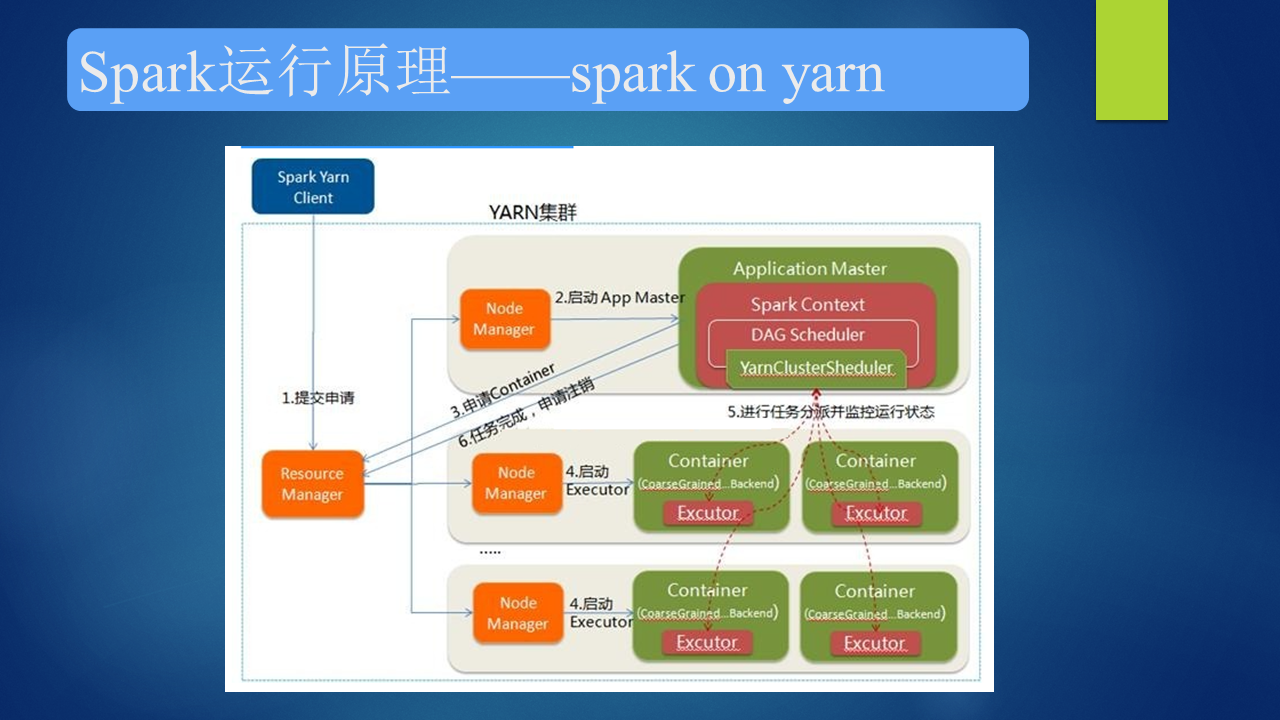 Spark运行原理——spark on yarn
Spark Yarn
Client
YARN集群
Application Master
2.启动 App Master
Node
Manager
Spark Context
DAG Scheduler
YarnClusterSheduler
3.申请Container
1.提交申请
6.任务完成，申请注销
5.进行任务分派并监控运行状态
Resource
Manager
Node
Manager
4.启动
Executor
Container
(CoarseGrained...Backend)
Excutor
Container
(CoarseGrained...Backend)
Excutor
.....
Node
Manager
4.启动
Executor
Container
(CoarseGrained...Backend)
Excutor
Container
(CoarseGrained...Backend)
Excutor